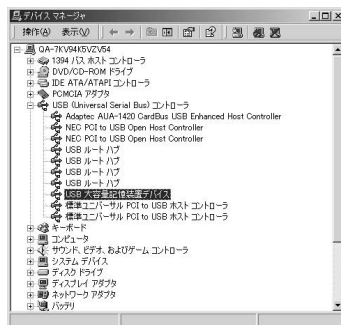 デバイス マネージャ
操作(A) 表示(V)
QA-7KV94K5VZV54
1394 バス ホスト コントローラ
DVD/CD-ROM ドライブ
IDE ATA/ATAPI コントローラ
PCMCIA アダプタ
USB (Universal Serial Bus) コントローラ
Adaptec AUA-1420 CardBus USB Enhanced Host Controller
NEC PCI to USB Open Host Controller
NEC PCI to USB Open Host Controller
USB ルート ハブ
USB ルート ハブ
USB ルート ハブ
USB ルート ハブ
USB 大容量記憶装置デバイス
標準ユニバーサル PCI to USB ホスト コントローラ
標準ユニバーサル PCI to USB ホスト コントローラ
キーボード
コンピュータ
サウンド、ビデオ、およびゲーム コントローラ
システム デバイス
ディスク ドライブ
ディスプレイ アダプタ
ネットワーク アダプタ
バッテリ